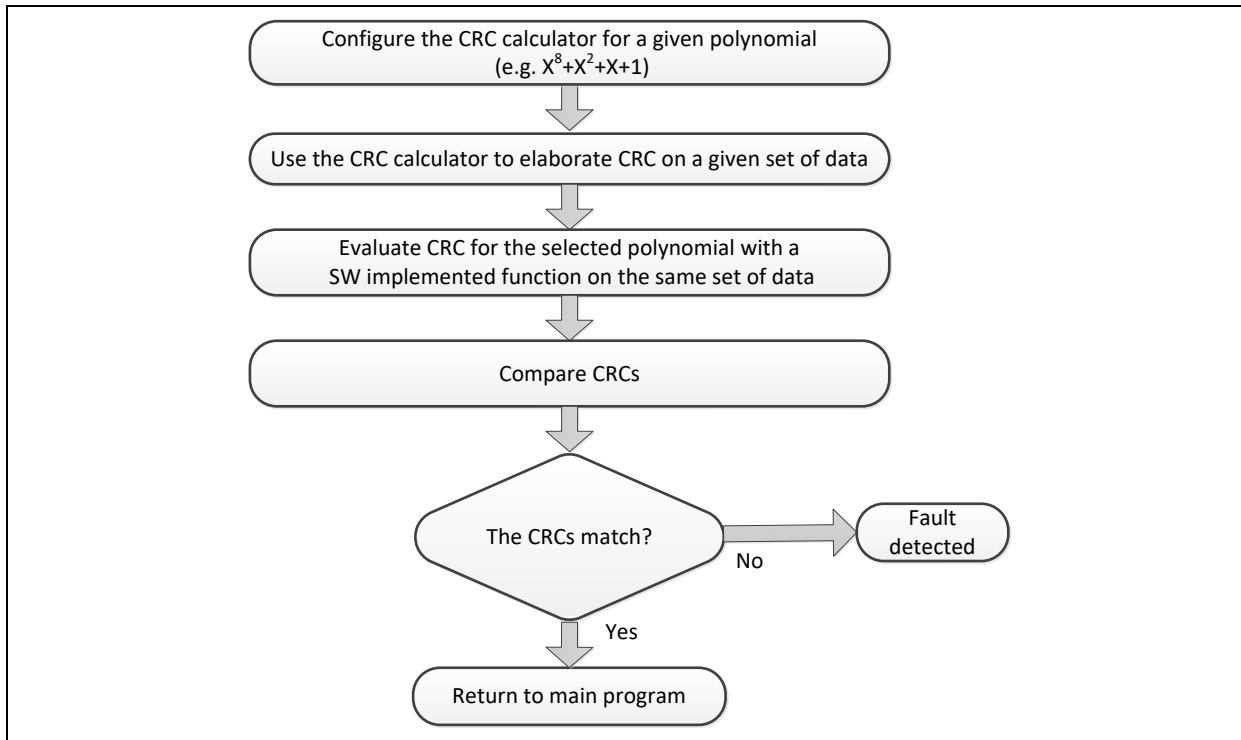 Configure the CRC calculator for a given polynomial
(e.g. X⁸+X²+X+1)
Use the CRC calculator to elaborate CRC on a given set of data
Evaluate CRC for the selected polynomial with a
SW implemented function on the same set of data
Compare CRCs
The CRCs match?
Fault
detected
No
Yes
Return to main program